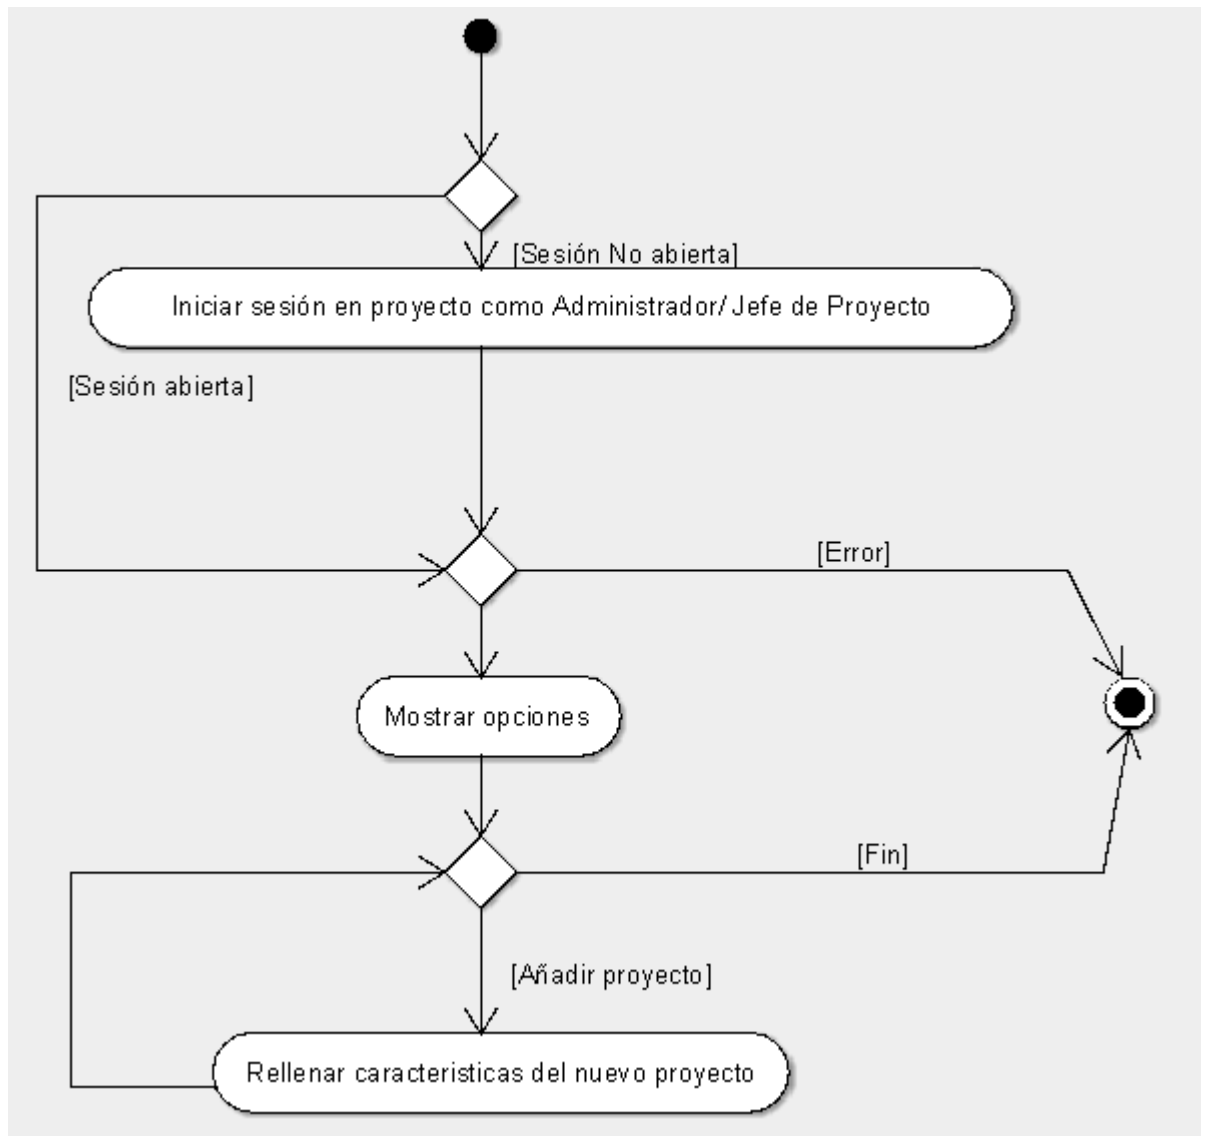 [Sesión No abierta]
Iniciar sesión en proyecto como Administrador/ Jefe de Proyecto
[Sesión abierta]
[Error]
Mostrar opciones
[Fin]
[Añadir proyecto]
Rellenar caracteristicas del nuevo proyecto